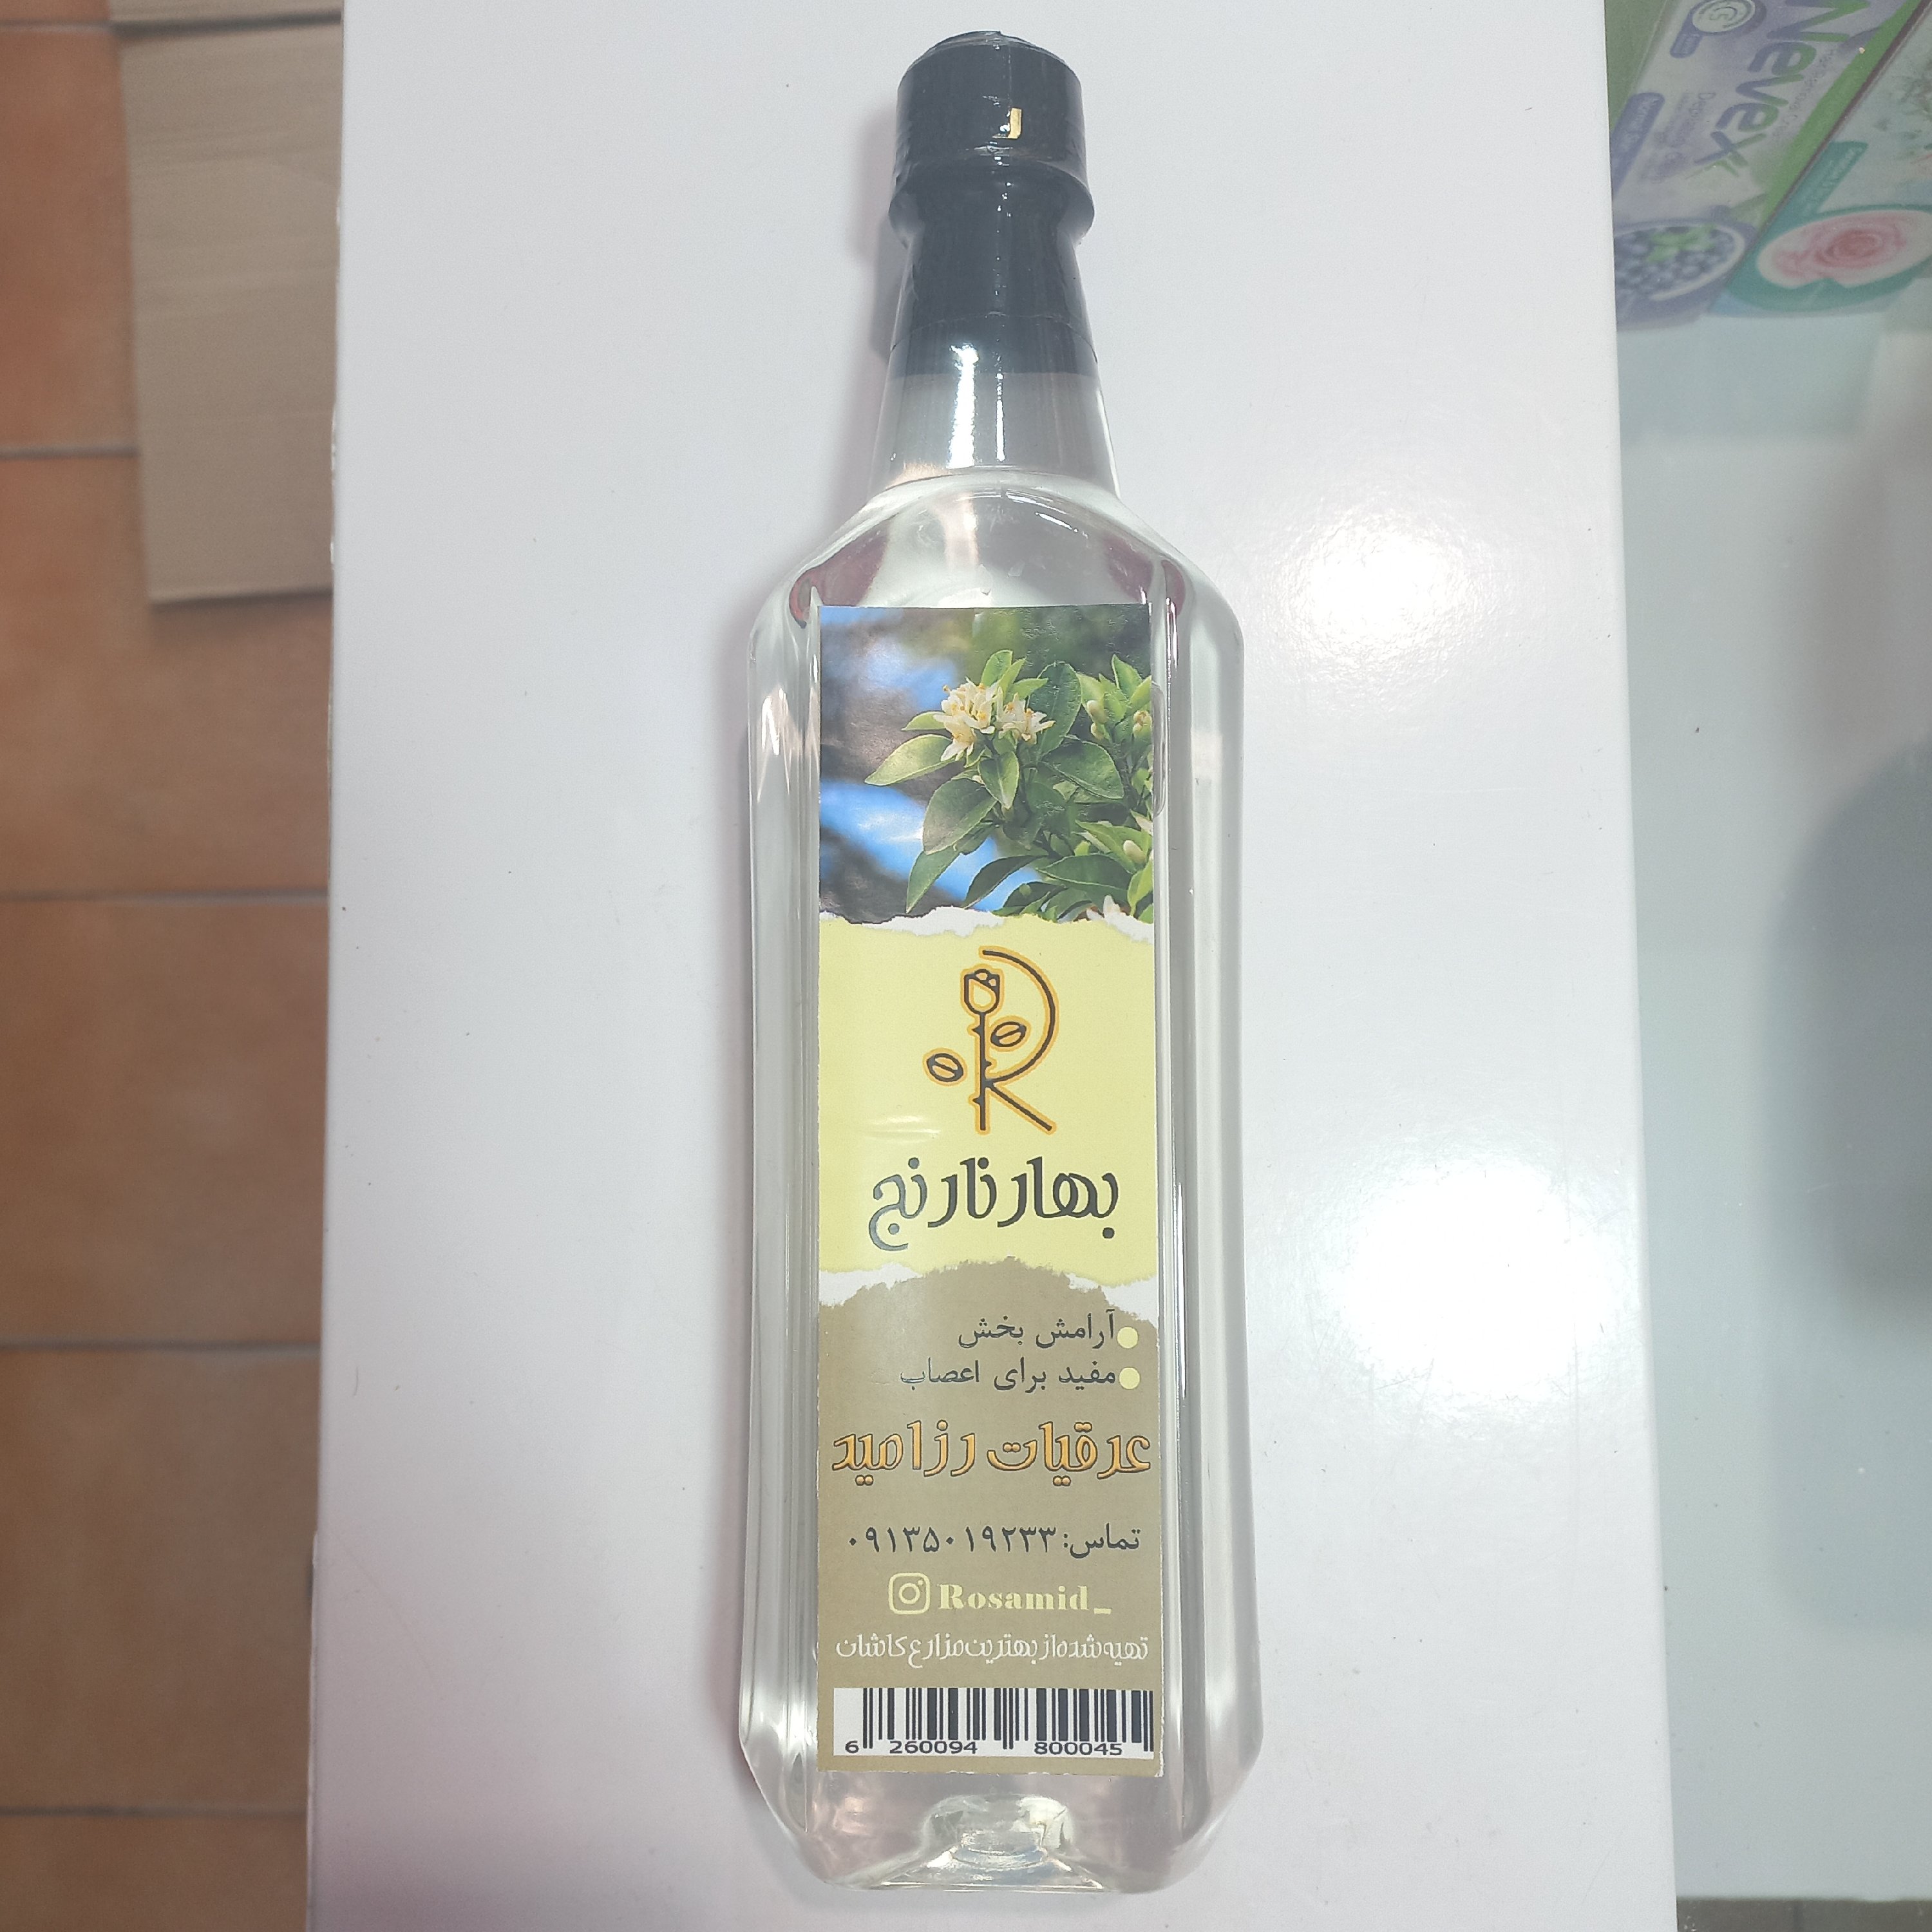 Nevex
بهار نارنج
آرامش بخش
مفید برای اعصاب
عرقیات رزامید
تماس: ۰۹۱۳۵۰۱۹۲۳۳
Rosamid_
تهیه شده از بهترین مزارع کاشان
6 260094 800045